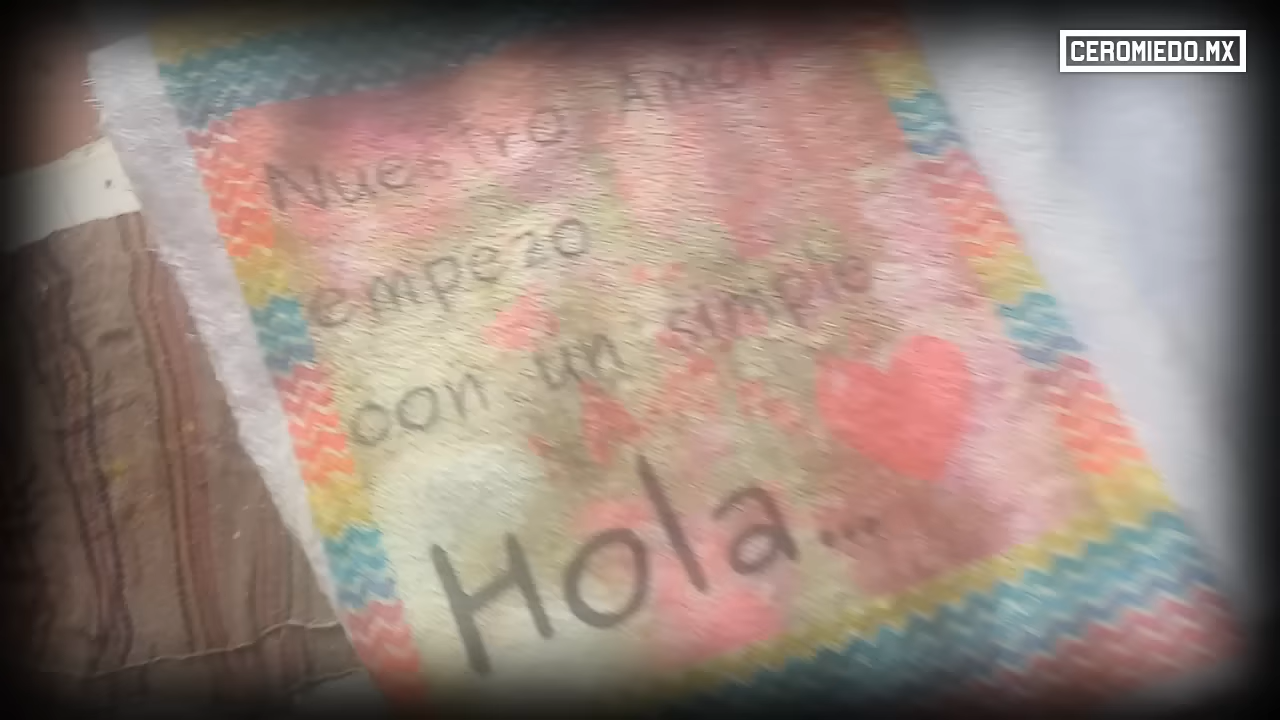 CEROMIEDO.MX
Nuestro Amor
empezo
con un simple
Hola...